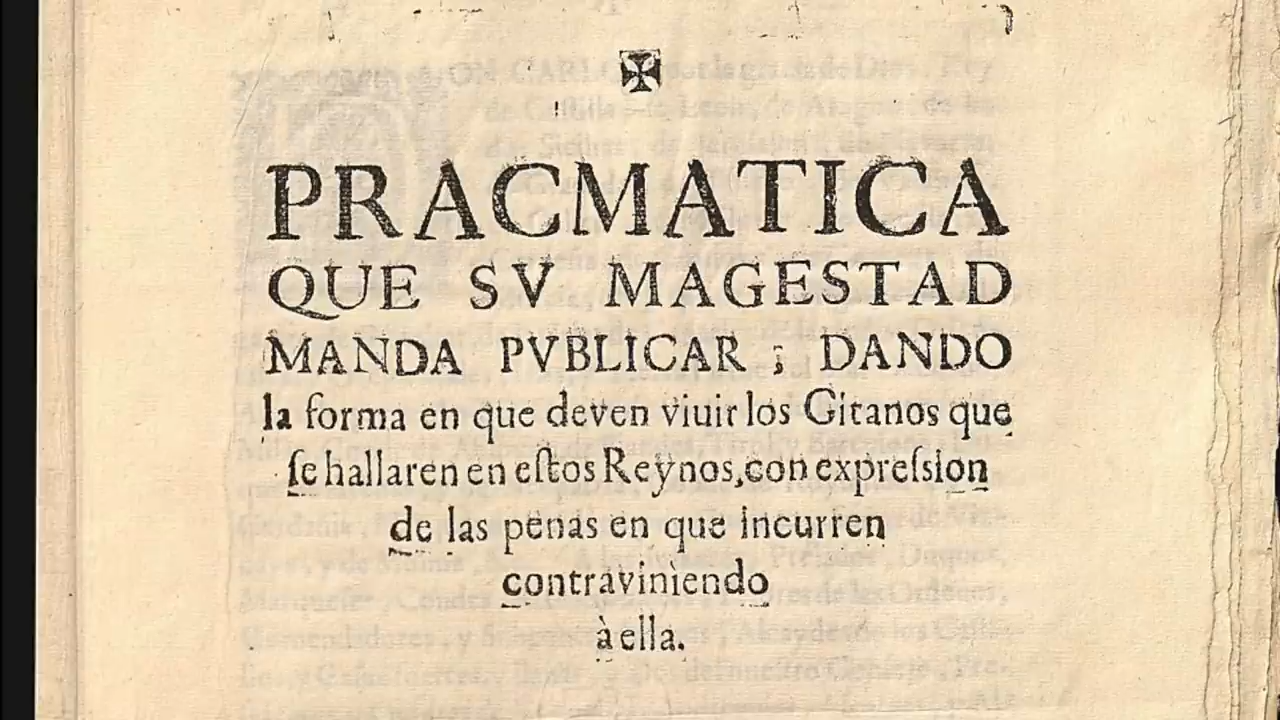 ✠
PRACMATICA
QUE SV MAGESTAD
MANDA PVBLICAR ; DANDO
la forma en que deven viuir los Gitanos que
ſe hallaren en eſtos Reynos, con expreſsion
de las penas en que incurren
contraviniendo
à ella.